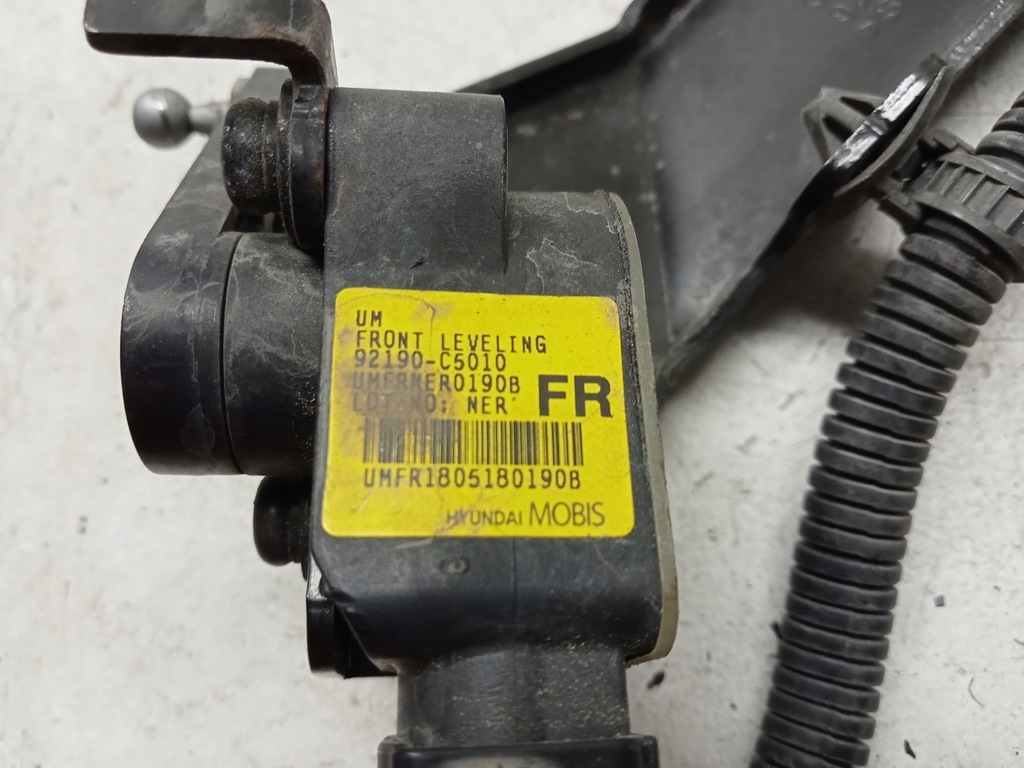 UM
FRONT LEVELING
92190-C5010
UMFRNER0190B
LOT NO: NER
FR
UMFR1805180190B
HYUNDAI MOBIS